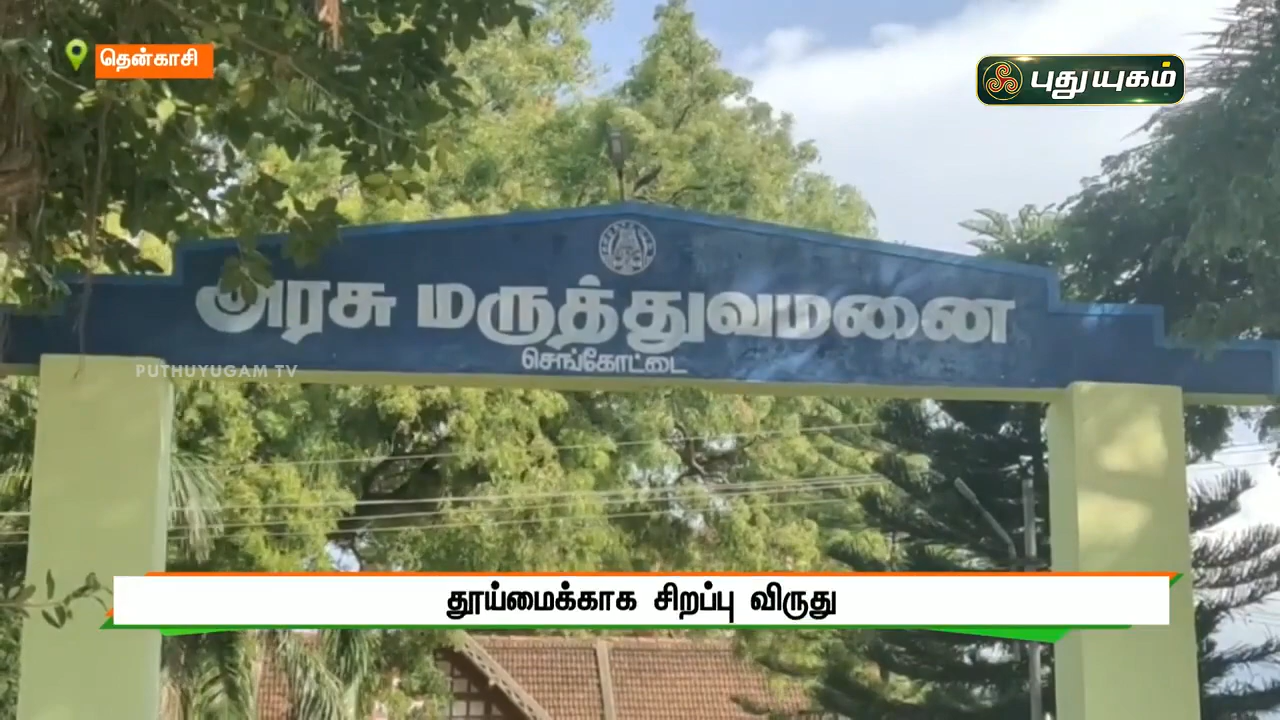 தென்காசி
புதுயுகம்
அரசு மருத்துவமனை
செங்கோட்டை
PUTHUYUGAM TV
தூய்மைக்காக சிறப்பு விருது